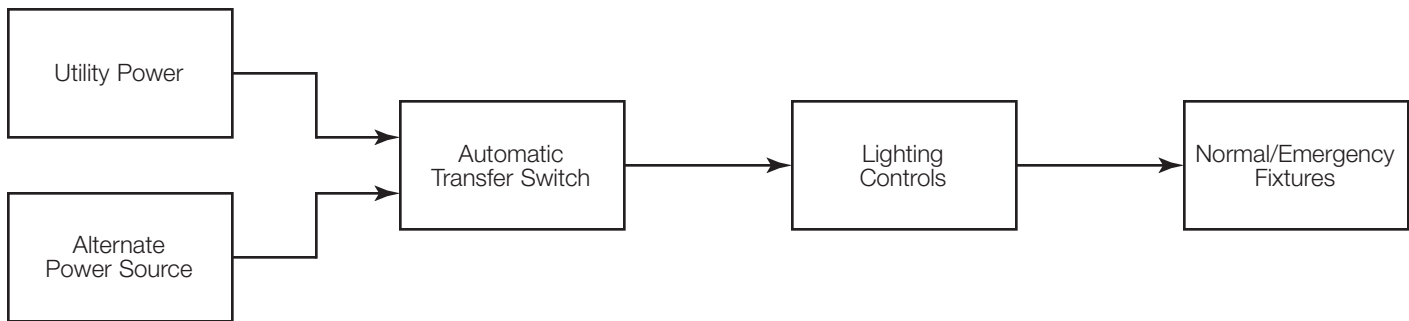 Utility Power
Alternate
Power Source
Automatic
Transfer Switch
Lighting
Controls
Normal/Emergency
Fixtures